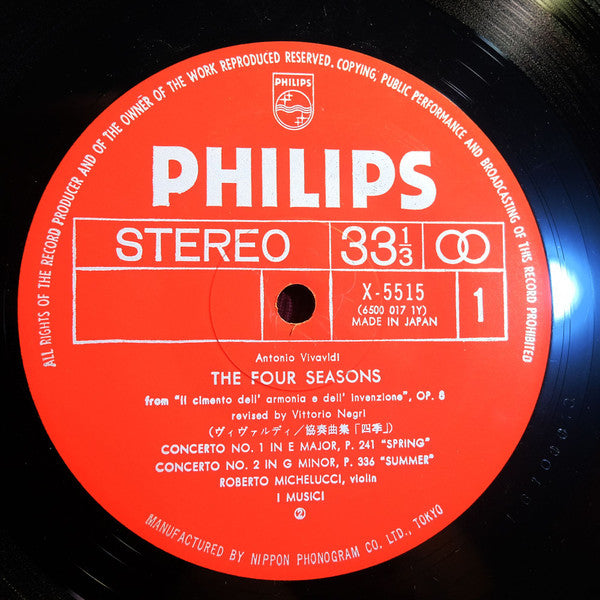 ALL RIGHTS OF THE RECORD PRODUCER AND OF THE OWNER OF THE WORK REPRODUCED RESERVED. COPYING, PUBLIC PERFORMANCE AND BROADCASTING OF THIS RECORD PROHIBITED
PHILIPS
PHILIPS
STEREO 33 1/3
X-5515 1
(6500 017 1Y)
MADE IN JAPAN
Antonio Vivavldi
THE FOUR SEASONS
from "il cimento dell' armonia e dell' invenzione", OP. 8
revised by Vittorio Negri
(ヴィヴァルディ/協奏曲集「四季」)
CONCERTO NO. 1 IN E MAJOR, P. 241 "SPRING"
CONCERTO NO. 2 IN G MINOR, P. 336 "SUMMER"
ROBERTO MICHELUCCI, violin
I MUSICI
②
MANUFACTURED BY NIPPON PHONOGRAM CO. LTD., TOKYO